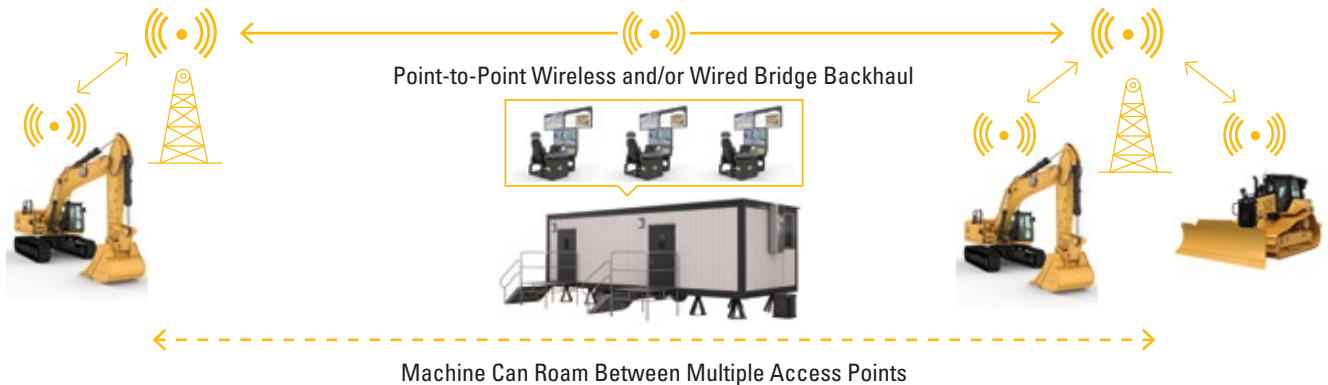 Point-to-Point Wireless and/or Wired Bridge Backhaul
Machine Can Roam Between Multiple Access Points